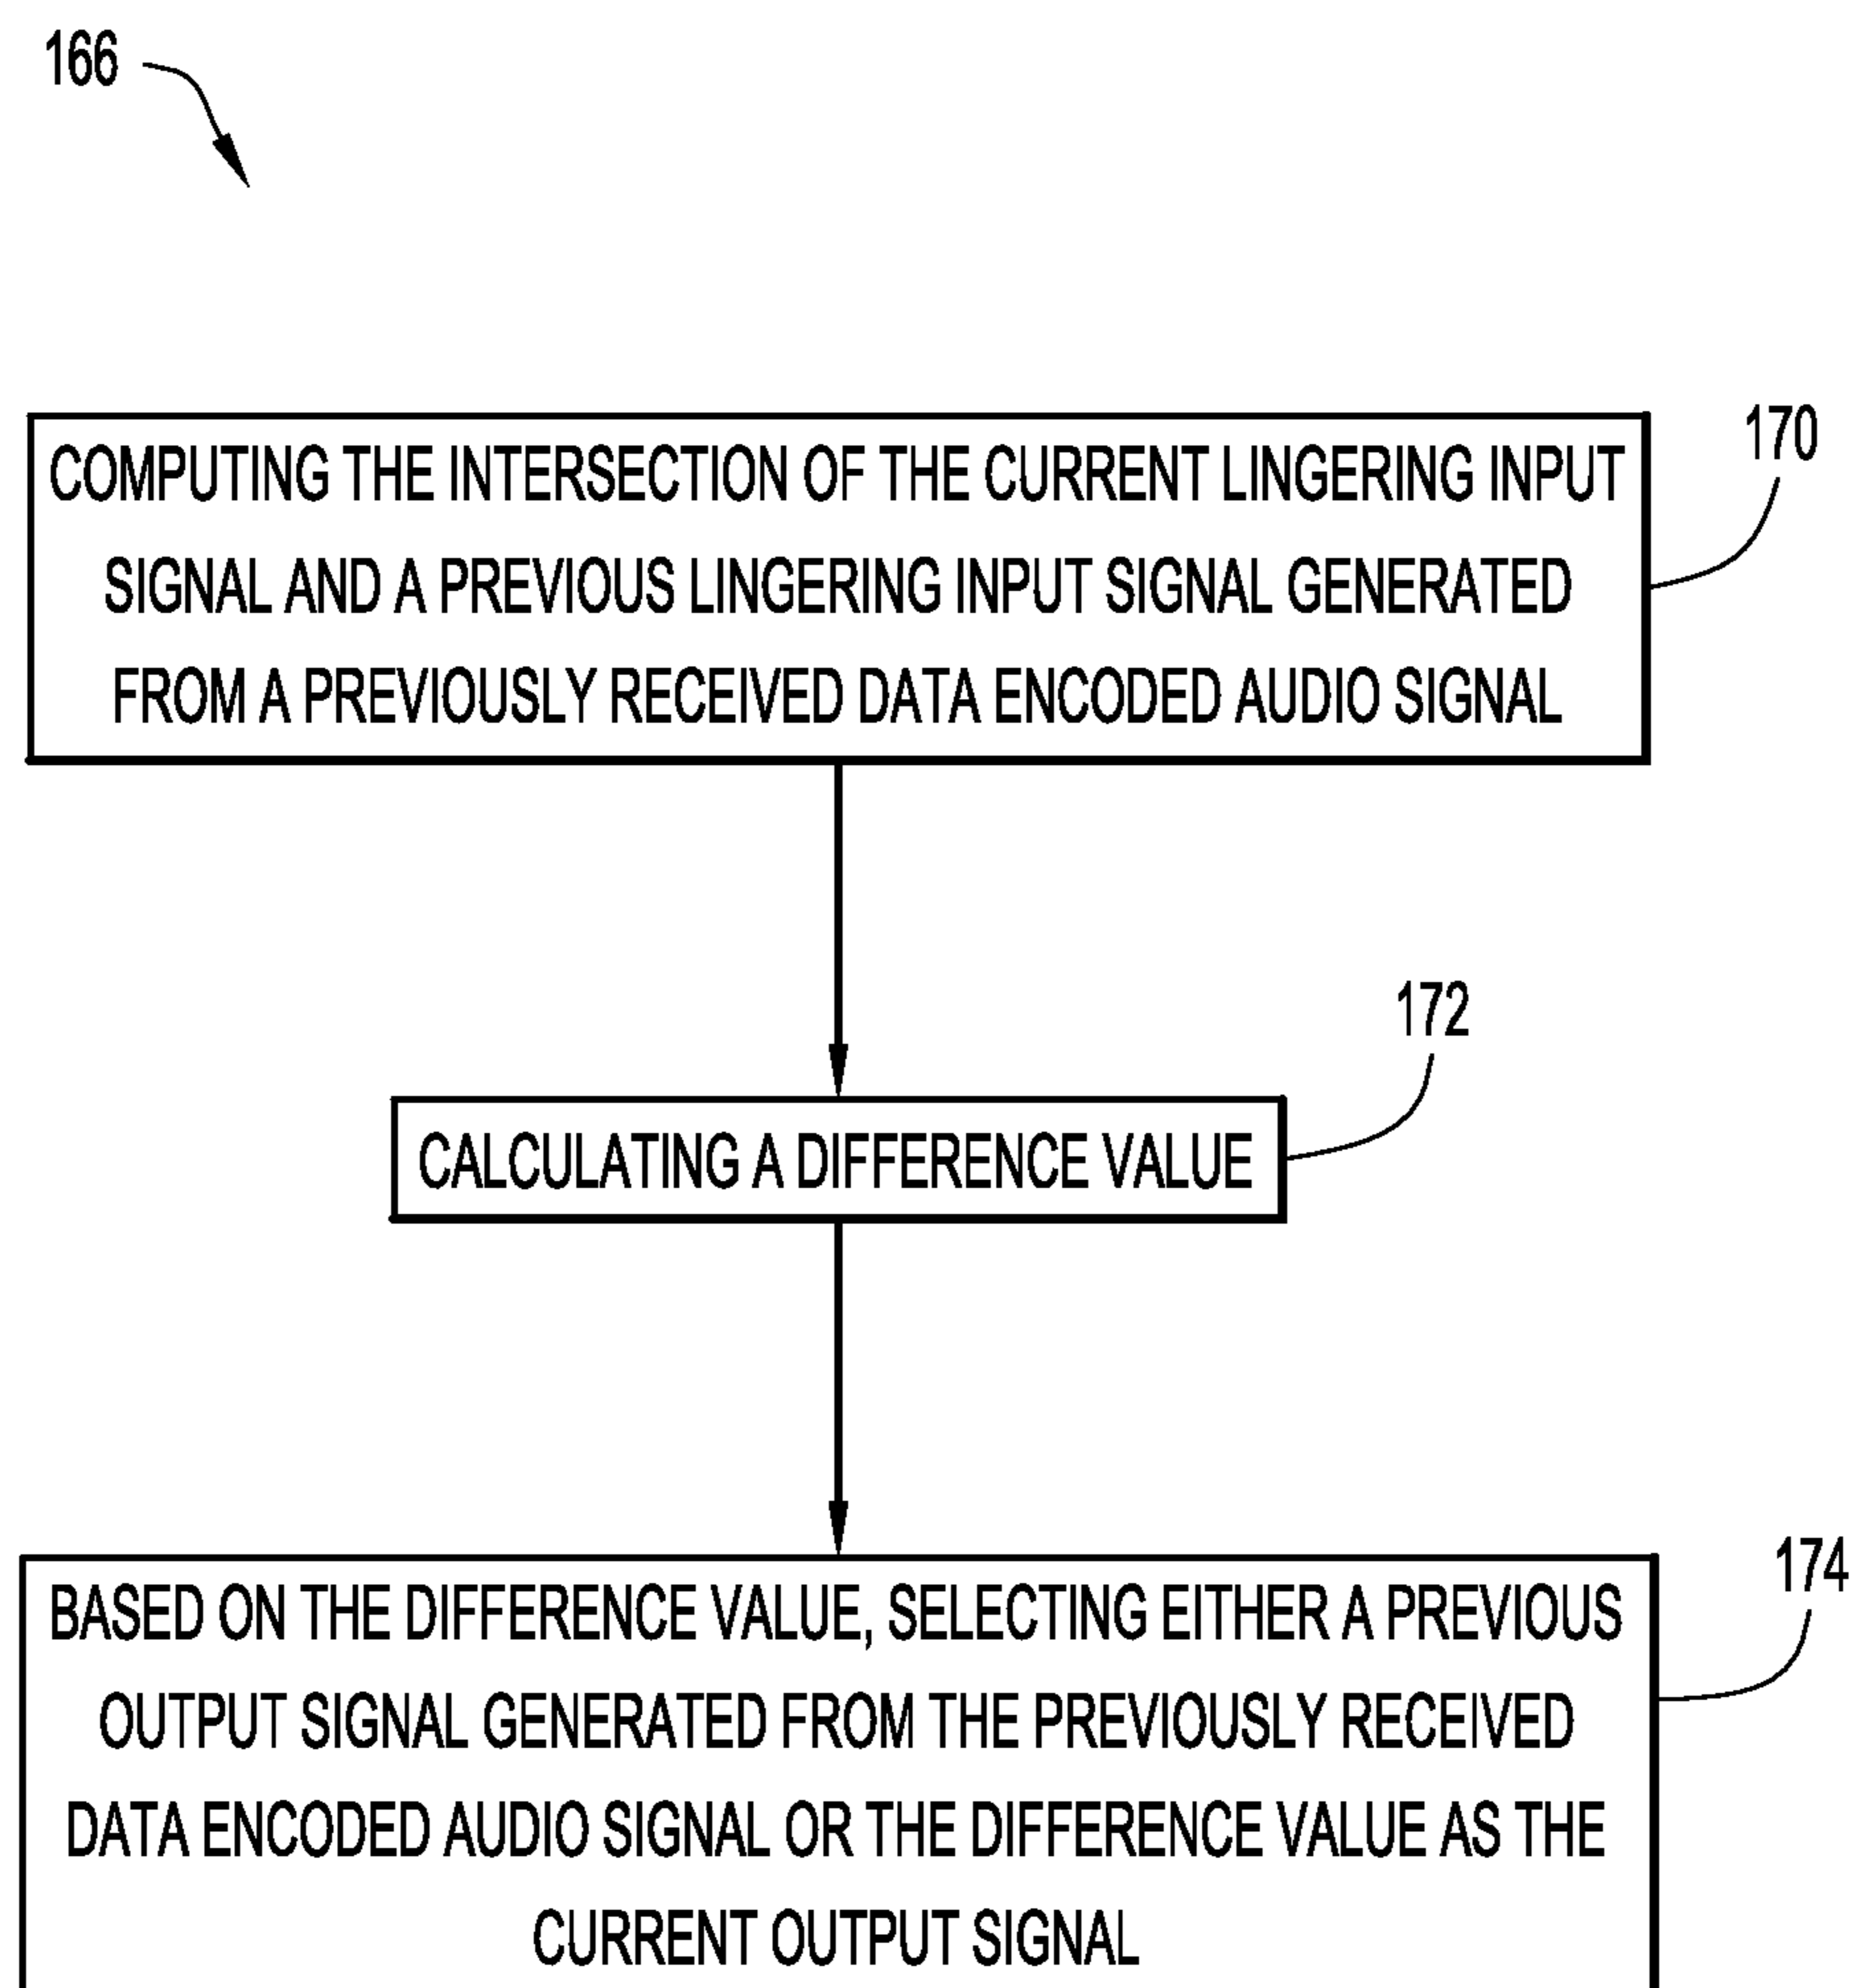 166
170
COMPUTING THE INTERSECTION OF THE CURRENT LINGERING INPUT
SIGNAL AND A PREVIOUS LINGERING INPUT SIGNAL GENERATED
FROM A PREVIOUSLY RECEIVED DATA ENCODED AUDIO SIGNAL
172
CALCULATING A DIFFERENCE VALUE
174
BASED ON THE DIFFERENCE VALUE, SELECTING EITHER A PREVIOUS
OUTPUT SIGNAL GENERATED FROM THE PREVIOUSLY RECEIVED
DATA ENCODED AUDIO SIGNAL OR THE DIFFERENCE VALUE AS THE
CURRENT OUTPUT SIGNAL